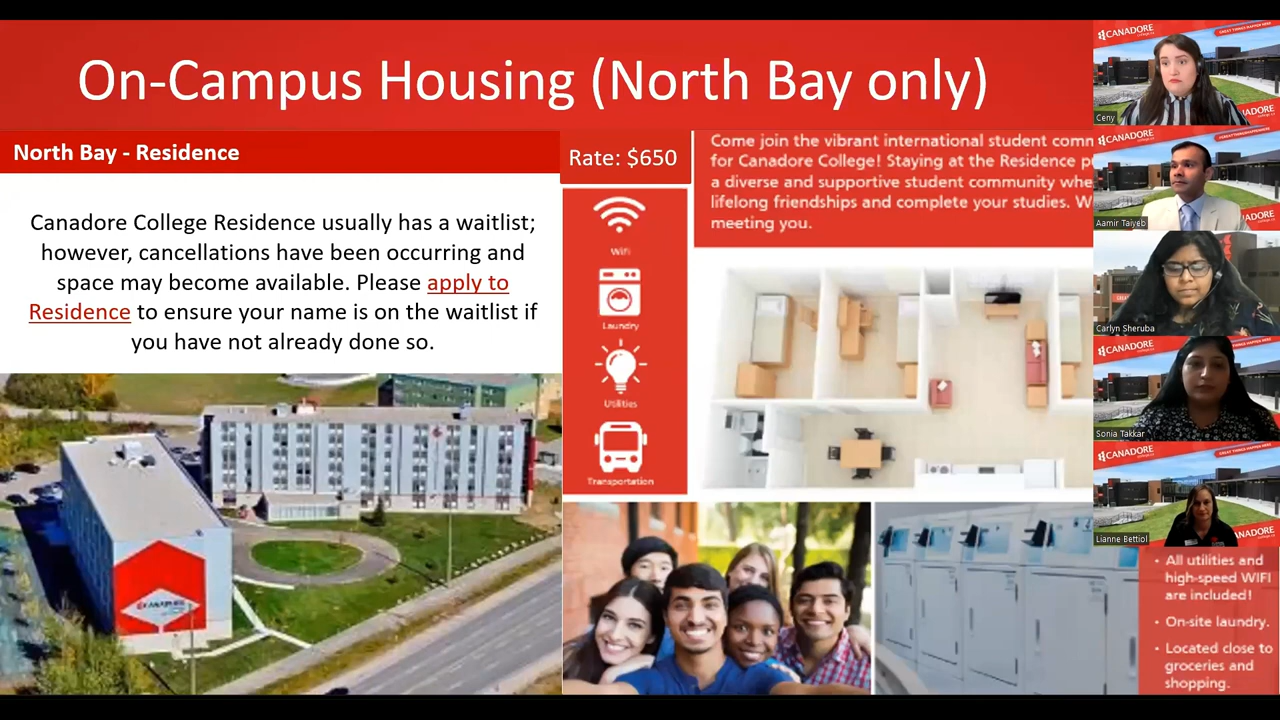 On-Campus Housing (North Bay only)
North Bay - Residence
Rate: $650
Canadore College Residence usually has a waitlist;
however, cancellations have been occurring and
space may become available. Please apply to
Residence to ensure your name is on the waitlist if
you have not already done so.
Wifi
Laundry
Utilities
Transportation
Come join the vibrant international student comm
for Canadore College! Staying at the Residence p
a diverse and supportive student community whe
lifelong friendships and complete your studies. W
meeting you.
• All utilities and
high-speed WIFI
are included!
• On-site laundry.
• Located close to
groceries and
shopping.
CANADORE
Ceny
Aamir Taiyeb
Carlyn Sheruba
CANADORE
Sonia Takkar
CANADORE
Lianne Bettiol